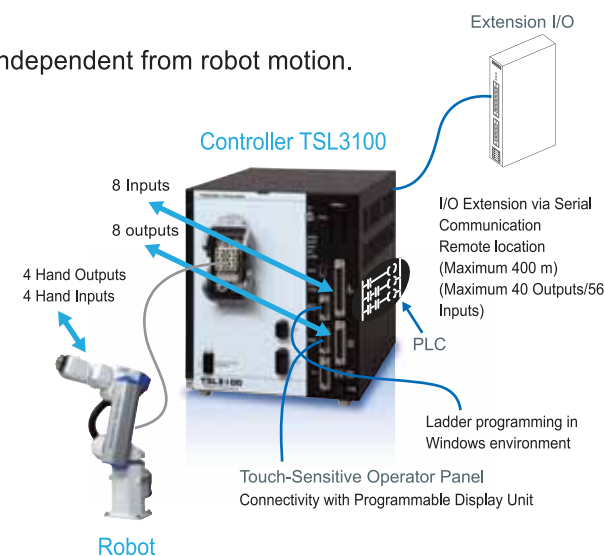 Extension I/O
independent from robot motion.
Controller TSL3100
8 Inputs
8 outputs
4 Hand Outputs
4 Hand Inputs
I/O Extension via Serial
Communication
Remote location
(Maximum 400 m)
(Maximum 40 Outputs/56
Inputs)
PLC
TSL3100
Ladder programming in
Windows environment
Touch-Sensitive Operator Panel
Connectivity with Programmable Display Unit
Robot